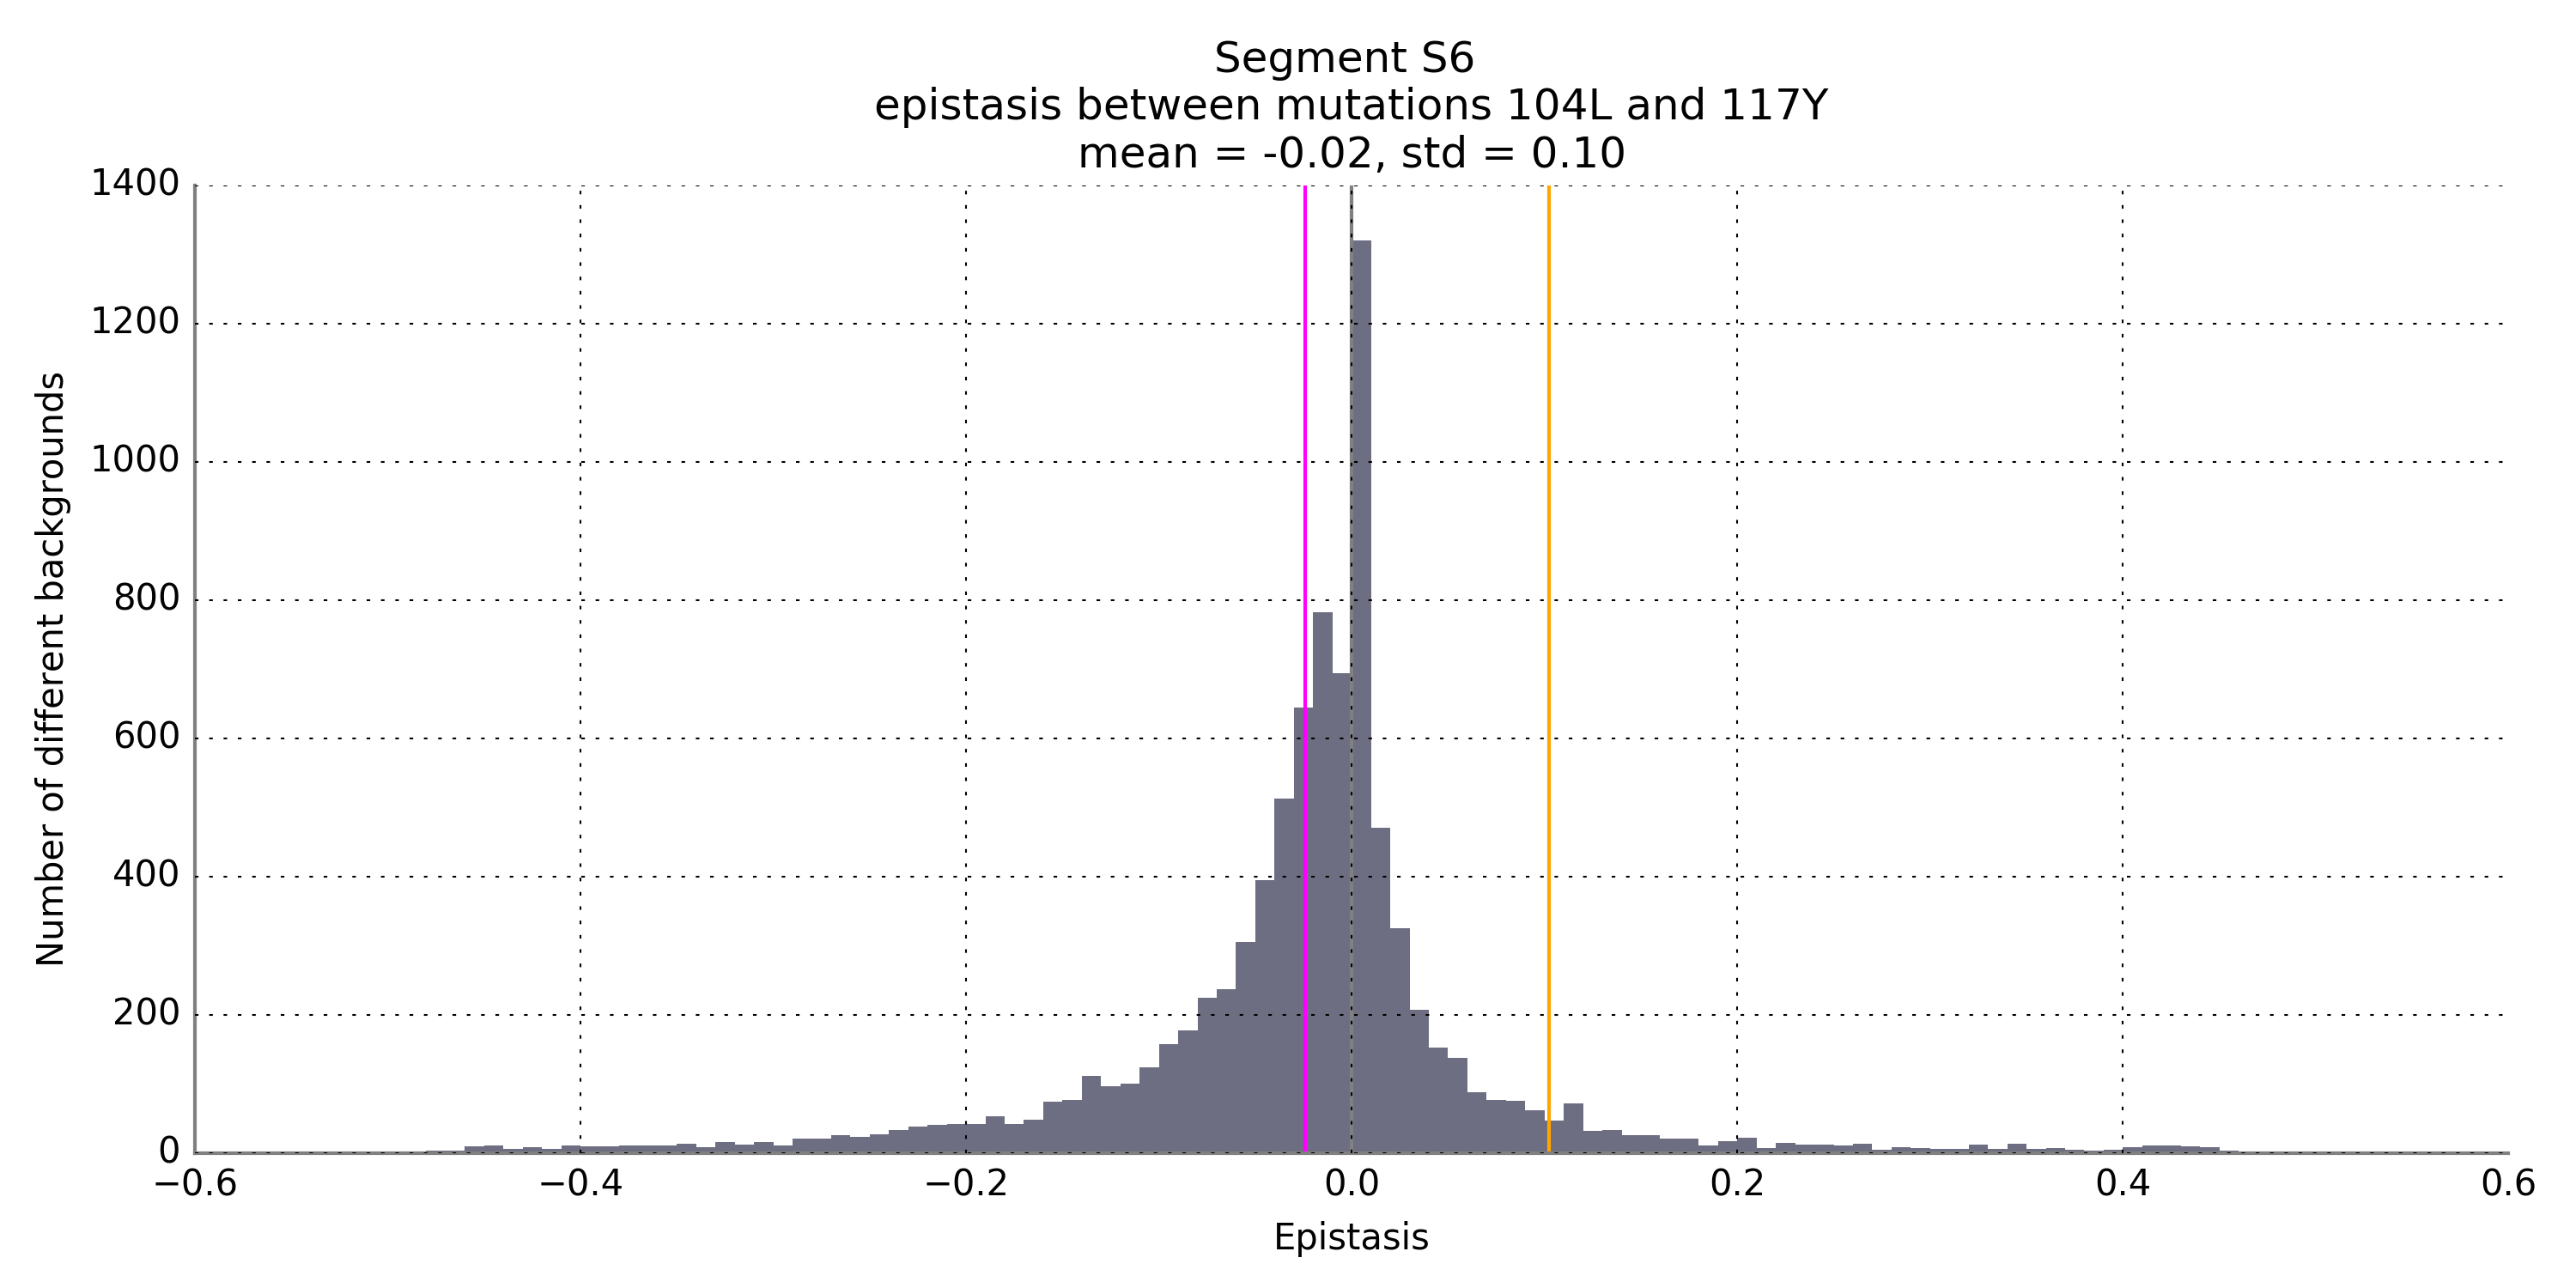 Segment S6
epistasis between mutations 104L and 117Y
mean = -0.02, std = 0.10
1400
1200
1000
800
600
400
200
0
Number of different backgrounds
−0.6 −0.4 −0.2 0.0 0.2 0.4 0.6
Epistasis